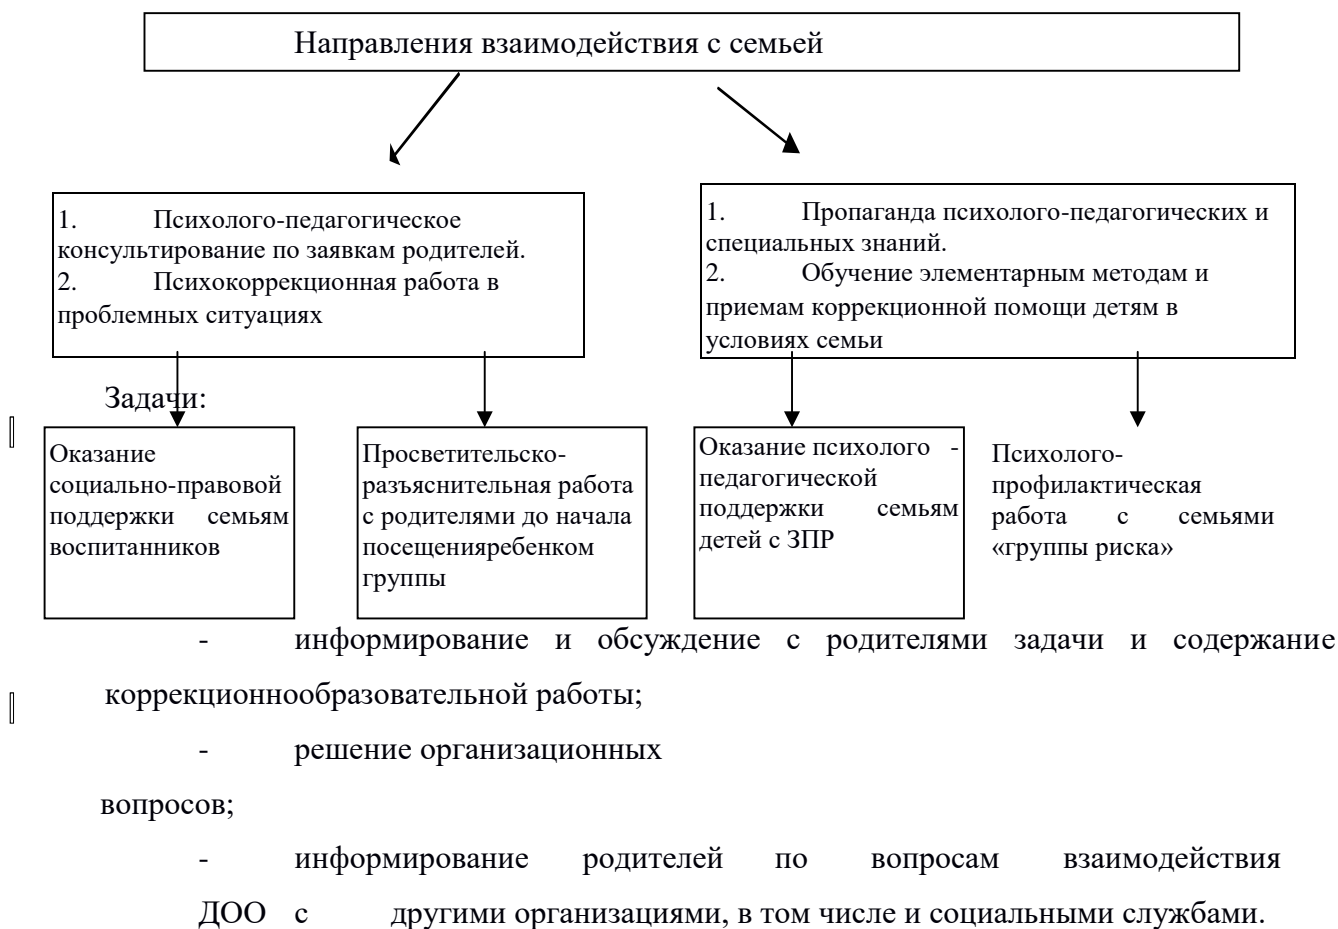 Направления взаимодействия с семьей
1. Психолого-педагогическое
консультирование по заявкам родителей.
2. Психокоррекционная работа в
проблемных ситуациях
1. Пропаганда психолого-педагогических и
специальных знаний.
2. Обучение элементарным методам и
приемам коррекционной помощи детям в
условиях семьи
Задачи:
Оказание
социально-правовой
поддержки семьям
воспитанников
Просветительско-
разъяснительная работа
с родителями до начала
посещенияребенком
группы
Оказание психолого -
педагогической
поддержки семьям
детей с ЗПР
Психолого-
профилактическая
работа с семьями
«группы риска»
- информирование и обсуждение с родителями задачи и содержание
коррекционнообразовательной работы;
- решение организационных
вопросов;
- информирование родителей по вопросам взаимодействия
ДОО с другими организациями, в том числе и социальными службами.